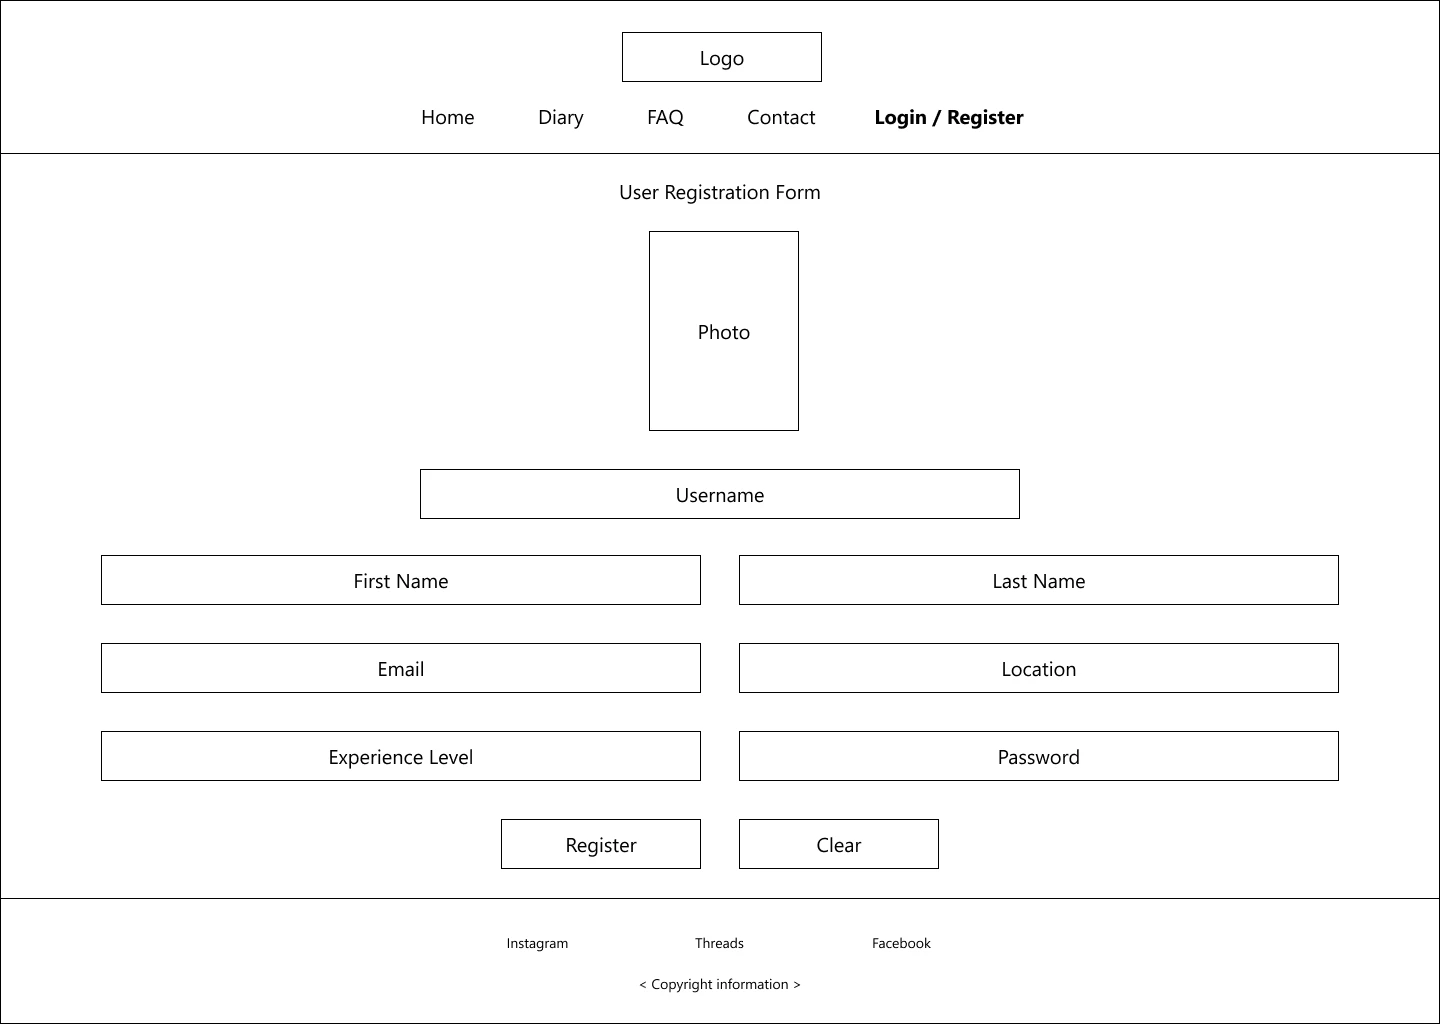 Logo
Home Diary FAQ Contact Login / Register
User Registration Form
Photo
Username
First Name Last Name
Email Location
Experience Level Password
Register Clear
Instagram Threads Facebook
< Copyright information >